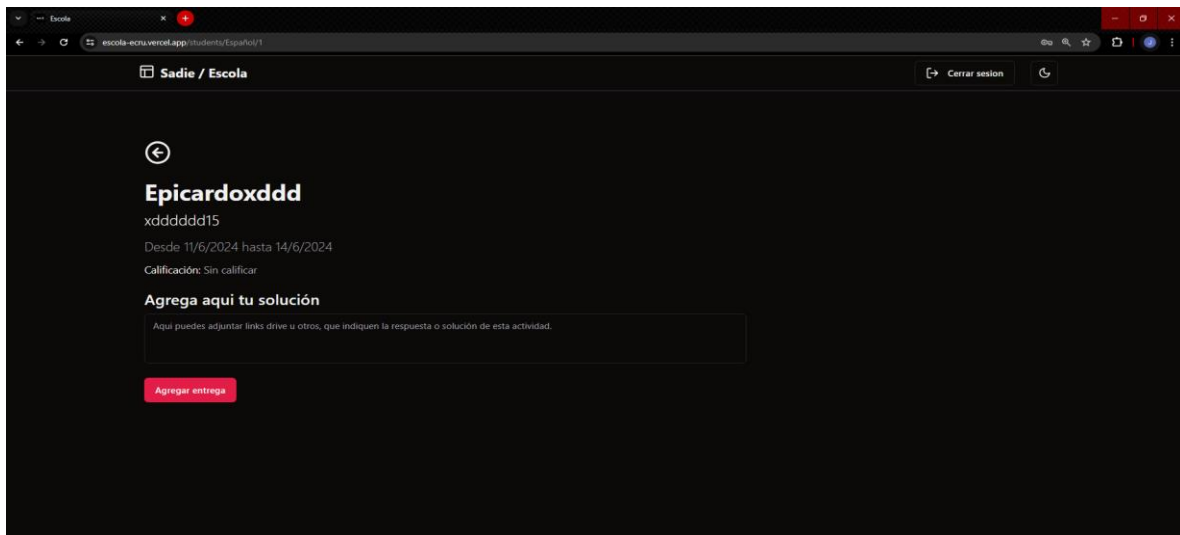 Escola
escola-ecru.vercel.app/students/Español/1
Sadie / Escola
Cerrar sesion
Epicardoxddd
xdddddd15
Desde 11/6/2024 hasta 14/6/2024
Calificación: Sin calificar
Agrega aqui tu solución
Aqui puedes adjuntar links drive u otros, que indiquen la respuesta o solución de esta actividad.
Agregar entrega